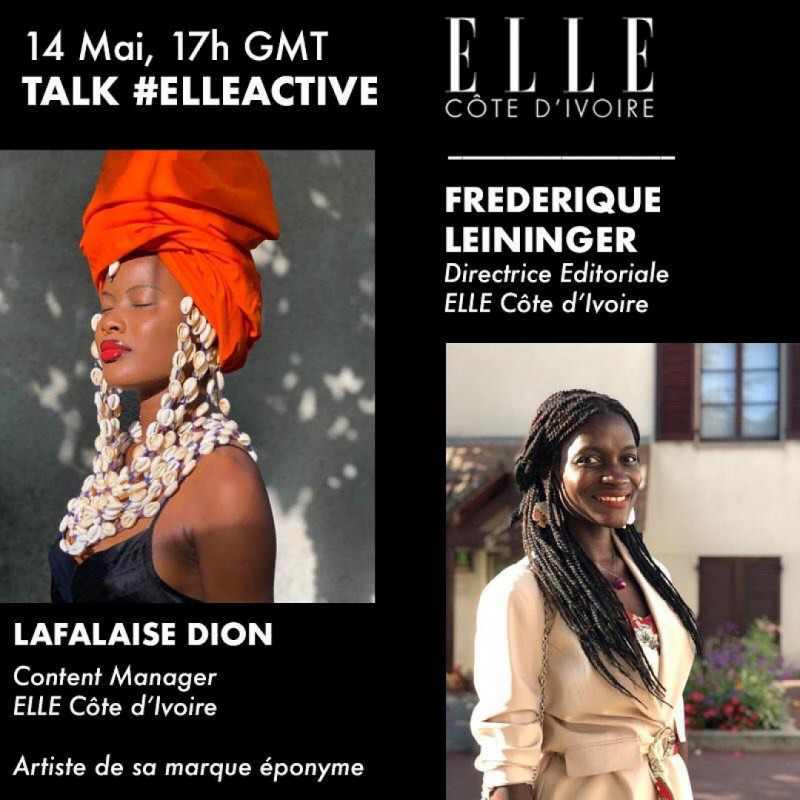 14 Mai, 17h GMT
TALK #ELLEACTIVE
ELLE
CÔTE D'IVOIRE
FREDERIQUE
LEININGER
Directrice Editoriale
ELLE Côte d'Ivoire
LAFALAISE DION
Content Manager
ELLE Côte d'Ivoire
Artiste de sa marque éponyme